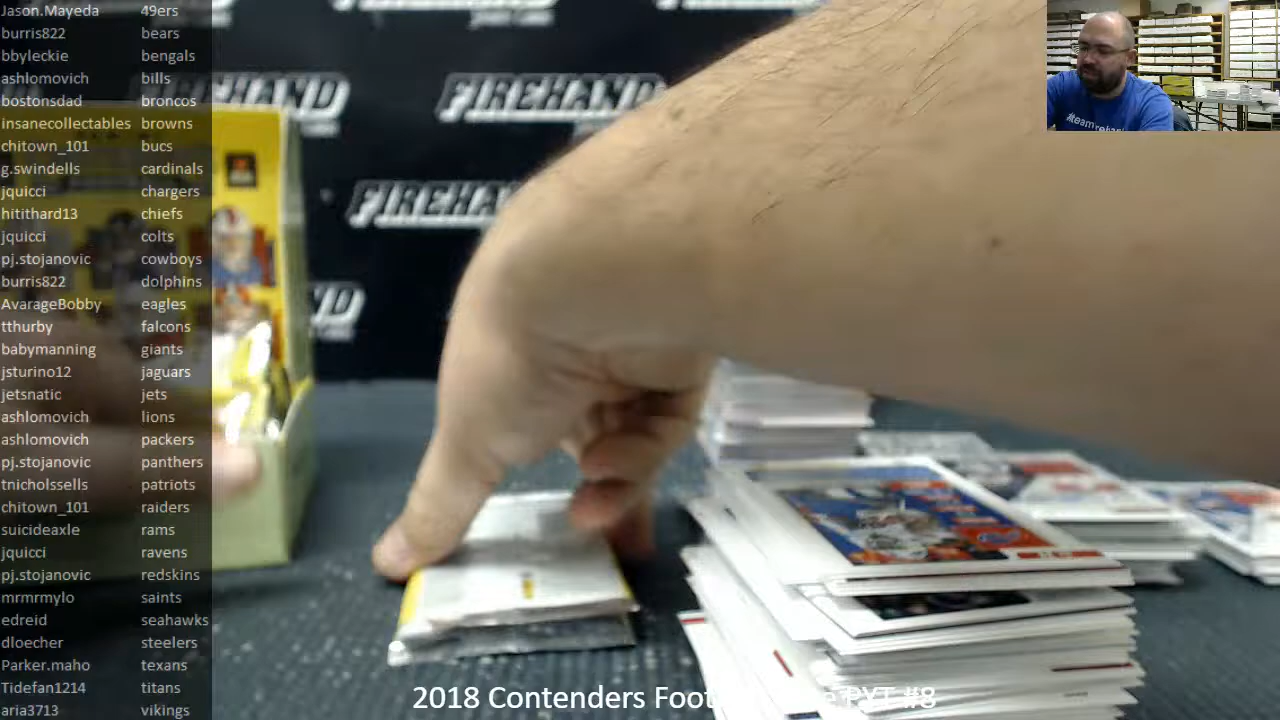 Jason.Mayeda 49ers
burris822 bears
bbyleckie bengals
ashlomovich bills
bostonsdad broncos
insanecollectables browns
chitown_101 bucs
g.swindells cardinals
jquicci chargers
hitithard13 chiefs
jquicci colts
pj.stojanovic cowboys
burris822 dolphins
AvarageBobby eagles
tthurby falcons
babymanning giants
jsturino12 jaguars
jetsnatic jets
ashlomovich lions
ashlomovich packers
pj.stojanovic panthers
tnicholssells patriots
chitown_101 raiders
suicideaxle rams
jquicci ravens
pj.stojanovic redskins
mrmrmylo saints
edreid seahawks
dloecher steelers
Parker.maho texans
Tidefan1214 titans
aria3713 vikings
FIREHAND
FIREHAND
FIREHAND
2018 Contenders PYT #8